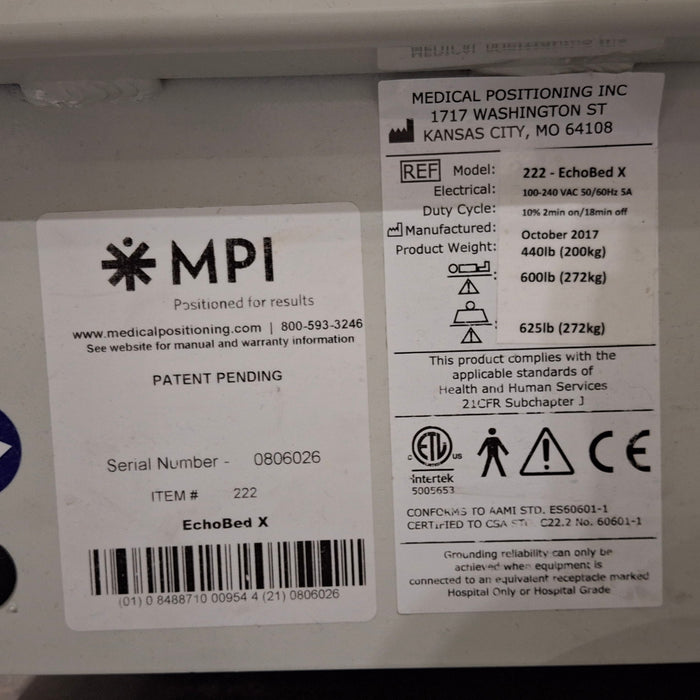 MPI
Positioned for results
www.medicalpositioning.com | 800-593-3246
See website for manual and warranty information
PATENT PENDING
Serial Number - 0806026
ITEM # 222
EchoBed X
(01) 0 8488710 00954 4 (21) 0806026
MEDICAL POSITIONING INC
MEDICAL POSITIONING INC
1717 WASHINGTON ST
KANSAS CITY, MO 64108
REF Model: 222 - EchoBed X
Electrical: 100-240 VAC 50/60Hz 5A
Duty Cycle: 10% 2min on/18min off
Manufactured: October 2017
Product Weight: 440lb (200kg)
: 600lb (272kg)
: 625lb (272kg)
This product complies with the
applicable standards of
Health and Human Services
21CFR Subchapter J
c ETL us
Intertek
5005653
CE
CONFORMS TO AAMI STD. ES60601-1
CERTIFIED TO CSA STD. C22.2 No. 60601-1
Grounding reliability can only be
achieved when equipment is
connected to an equivalent receptacle marked
Hospital Only or Hospital Grade